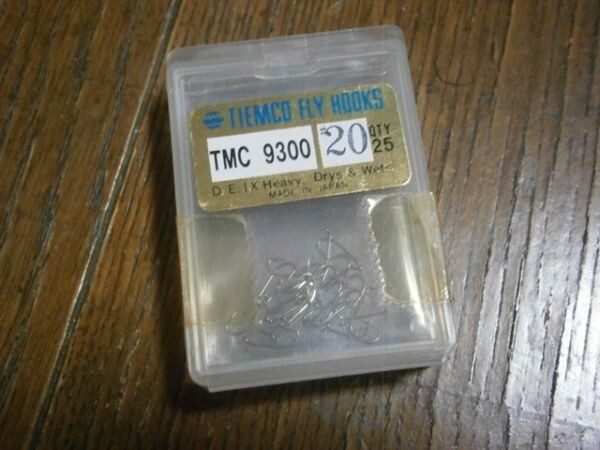 TIEMCO FLY HOOKS
TMC 9300 #20 QTY 25
D.E. 1X Heavy, Drys & Wets.
MADE IN JAPAN